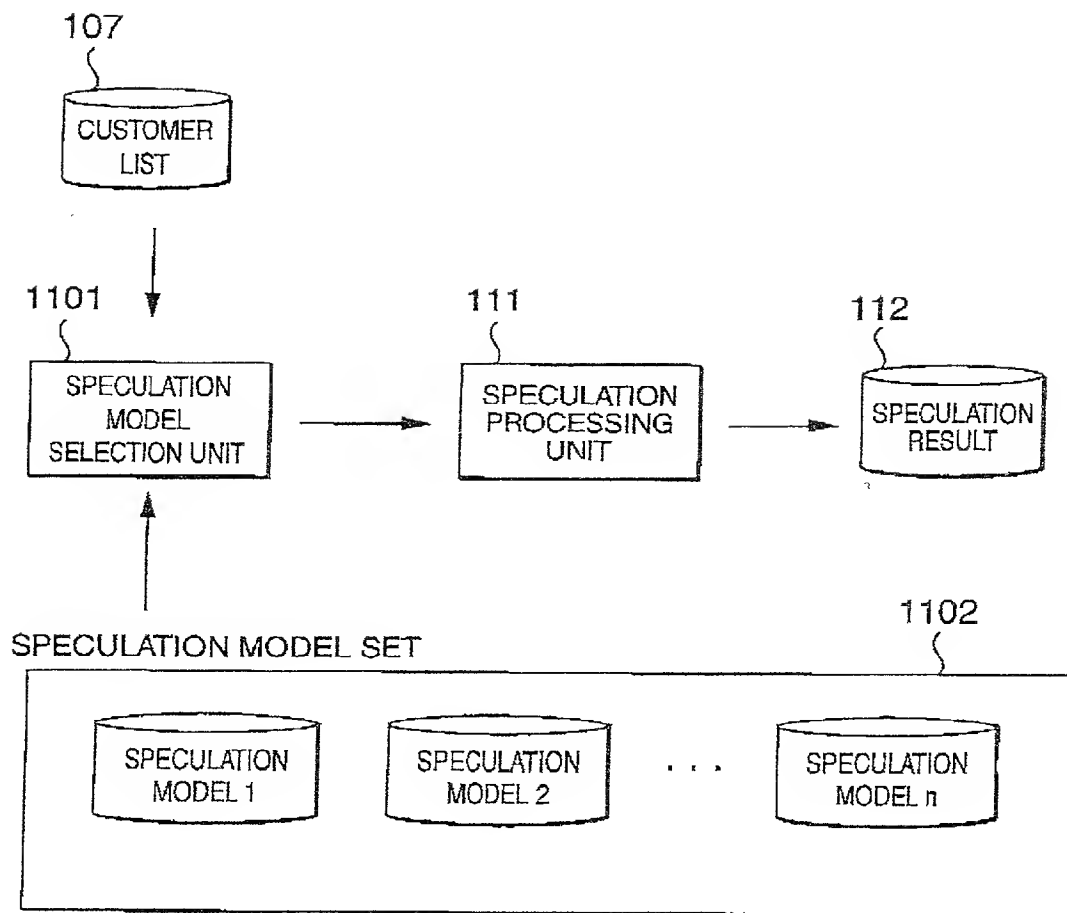 107
CUSTOMER
LIST
1101
SPECULATION
MODEL
SELECTION UNIT
111
SPECULATION
PROCESSING
UNIT
112
SPECULATION
RESULT
1102
SPECULATION MODEL SET
SPECULATION
MODEL 1
SPECULATION
MODEL 2
. . .
SPECULATION
MODEL n